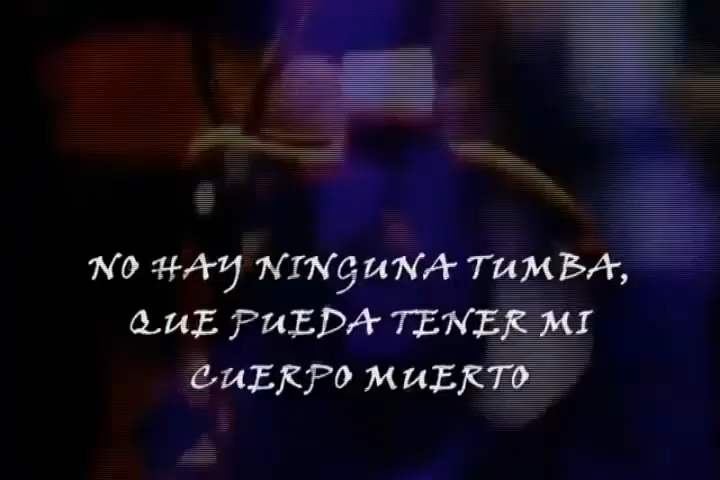 NO HAY NINGUNA TUMBA,
QUE PUEDA TENER MI
CUERPO MUERTO